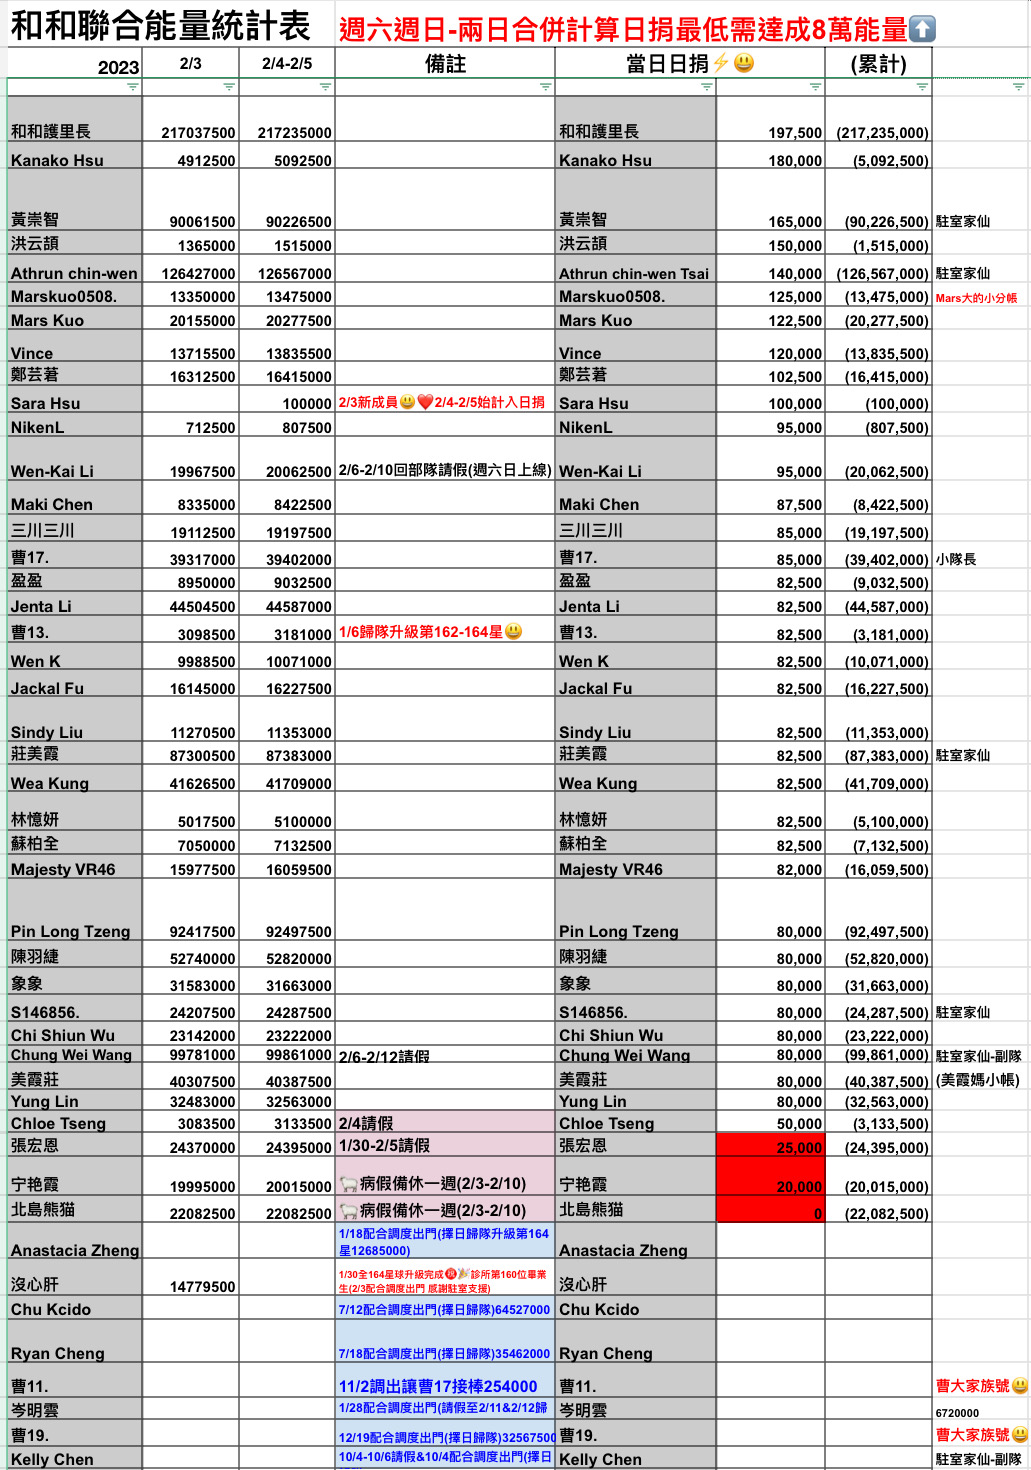 和和聯合能量統計表 週六週日-兩日合併計算日捐最低需達成8萬能量⬆️
2023 2/3 2/4-2/5 備註 當日日捐⚡😃 (累計)
和和護里長 217037500 217235000 和和護里長 197,500 (217,235,000)
Kanako Hsu 4912500 5092500 Kanako Hsu 180,000 (5,092,500)
黃崇智 90061500 90226500 黃崇智 165,000 (90,226,500) 駐室家仙
洪云頡 1365000 1515000 洪云頡 150,000 (1,515,000)
Athrun chin-wen 126427000 126567000 Athrun chin-wen Tsai 140,000 (126,567,000) 駐室家仙
Marskuo0508. 13350000 13475000 Marskuo0508. 125,000 (13,475,000) Mars大的小分帳
Mars Kuo 20155000 20277500 Mars Kuo 122,500 (20,277,500)
Vince 13715500 13835500 Vince 120,000 (13,835,500)
鄭芸莙 16312500 16415000 鄭芸莙 102,500 (16,415,000)
Sara Hsu 100000 2/3新成員😃❤️2/4-2/5始計入日捐 Sara Hsu 100,000 (100,000)
NikenL 712500 807500 NikenL 95,000 (807,500)
Wen-Kai Li 19967500 20062500 2/6-2/10回部隊請假(週六日上線) Wen-Kai Li 95,000 (20,062,500)
Maki Chen 8335000 8422500 Maki Chen 87,500 (8,422,500)
三川三川 19112500 19197500 三川三川 85,000 (19,197,500)
曹17. 39317000 39402000 曹17. 85,000 (39,402,000) 小隊長
盈盈 8950000 9032500 盈盈 82,500 (9,032,500)
Jenta Li 44504500 44587000 Jenta Li 82,500 (44,587,000)
曹13. 3098500 3181000 1/6歸隊升級第162-164星😃 曹13. 82,500 (3,181,000)
Wen K 9988500 10071000 Wen K 82,500 (10,071,000)
Jackal Fu 16145000 16227500 Jackal Fu 82,500 (16,227,500)
Sindy Liu 11270500 11353000 Sindy Liu 82,500 (11,353,000)
莊美霞 87300500 87383000 莊美霞 82,500 (87,383,000) 駐室家仙
Wea Kung 41626500 41709000 Wea Kung 82,500 (41,709,000)
林憶妍 5017500 5100000 林憶妍 82,500 (5,100,000)
蘇柏全 7050000 7132500 蘇柏全 82,500 (7,132,500)
Majesty VR46 15977500 16059500 Majesty VR46 82,000 (16,059,500)
Pin Long Tzeng 92417500 92497500 Pin Long Tzeng 80,000 (92,497,500)
陳羽緁 52740000 52820000 陳羽緁 80,000 (52,820,000)
象象 31583000 31663000 象象 80,000 (31,663,000)
S146856. 24207500 24287500 S146856. 80,000 (24,287,500) 駐室家仙
Chi Shiun Wu 23142000 23222000 Chi Shiun Wu 80,000 (23,222,000)
Chung Wei Wang 99781000 99861000 2/6-2/12請假 Chung Wei Wang 80,000 (99,861,000) 駐室家仙-副隊
美霞莊 40307500 40387500 美霞莊 80,000 (40,387,500) (美霞媽小帳)
Yung Lin 32483000 32563000 Yung Lin 80,000 (32,563,000)
Chloe Tseng 3083500 3133500 2/4請假 Chloe Tseng 50,000 (3,133,500)
張宏恩 24370000 24395000 1/30-2/5請假 張宏恩 25,000 (24,395,000)
宁艳霞 19995000 20015000 🐑病假備休一週(2/3-2/10) 宁艳霞 20,000 (20,015,000)
北島熊猫 22082500 22082500 🐑病假備休一週(2/3-2/10) 北島熊猫 0 (22,082,500)
1/18配合調度出門(擇日歸隊升級第164
Anastacia Zheng 星12685000) Anastacia Zheng
1/30全164星球升級完成㊗️🎉診所第160位畢業
沒心肝 14779500 生(2/3配合調度出門 感謝駐室支援) 沒心肝
Chu Kcido 7/12配合調度出門(擇日歸隊)64527000 Chu Kcido
Ryan Cheng 7/18配合調度出門(擇日歸隊)35462000 Ryan Cheng
曹11. 11/2調出讓曹17接棒254000 曹11. 曹大家族號😃
岑明雲 1/28配合調度出門(請假至2/11&2/12歸 岑明雲 6720000
曹19. 12/19配合調度出門(擇日歸隊)32567500 曹19. 曹大家族號😃
Kelly Chen 10/4-10/6請假&10/4配合調度出門(擇日 Kelly Chen 駐室家仙-副隊